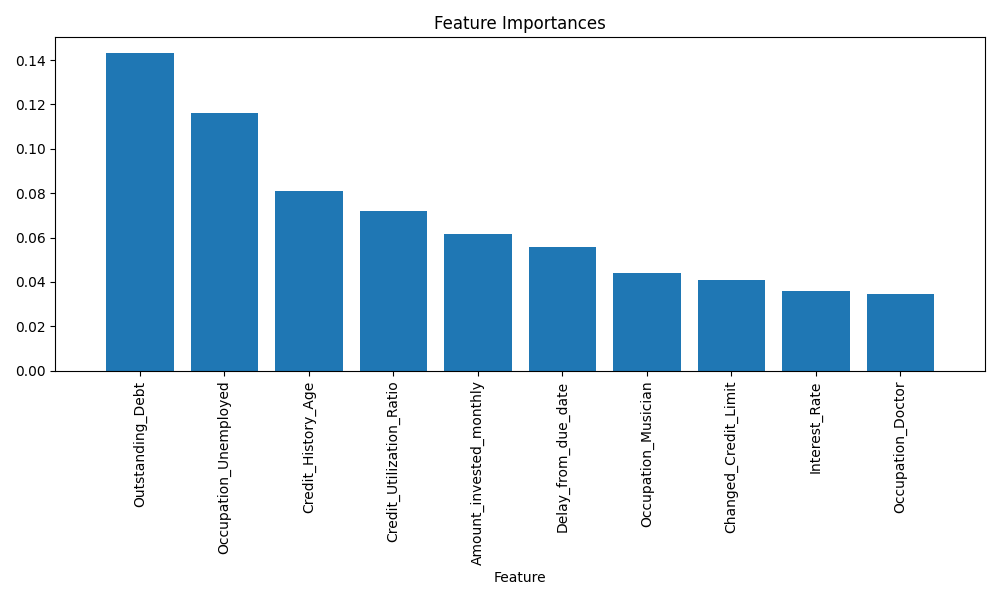 Feature Importances
0.14
0.12
0.10
0.08
0.06
0.04
0.02
0.00
Outstanding_Debt
Occupation_Unemployed
Credit_History_Age
Credit_Utilization_Ratio
Amount_invested_monthly
Delay_from_due_date
Occupation_Musician
Changed_Credit_Limit
Interest_Rate
Occupation_Doctor
Feature